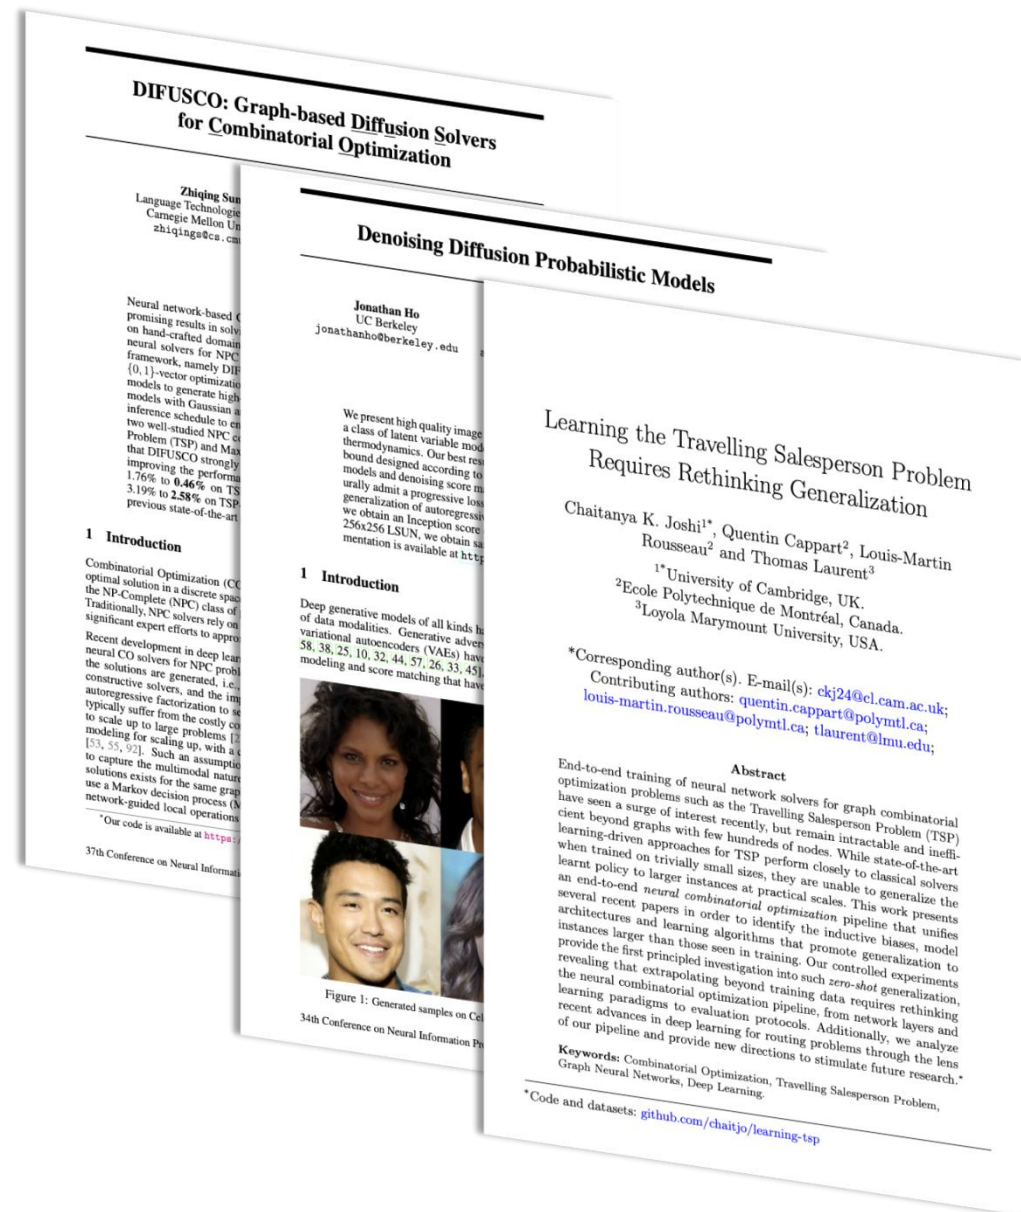 DIFUSCO: Graph-based Diffusion Solvers
for Combinatorial Optimization
Zhiqing Sun
Language Technologie
Carnegie Mellon Un
zhiqings@cs.cm
Neural network-based
promising results in solv
on hand-crafted domain
neural solvers for NPC
framework, namely DIF
{0, 1}-vector optimizatio
models to generate high
models with Gaussian a
inference schedule to en
two well-studied NPC c
Problem (TSP) and Max
that DIFUSCO strongly
improving the performa
1.76% to 0.46% on TS
3.19% to 2.58% on TSP
previous state-of-the-art
1 Introduction
Combinatorial Optimization (CO
optimal solution in a discrete spac
the NP-Complete (NPC) class of
Traditionally, NPC solvers rely on
significant expert efforts to appro
Recent development in deep lear
neural CO solvers for NPC probl
the solutions are generated, i.e.,
constructive solvers, and the imp
autoregressive factorization to se
typically suffer from the costly co
to scale up to large problems [2
modeling for scaling up, with a c
[53, 55, 92]. Such an assumptio
to capture the multimodal nature
solutions exists for the same grap
use a Markov decision process (M
network-guided local operations
*Our code is available at https:/
37th Conference on Neural Informati
Denoising Diffusion Probabilistic Models
Jonathan Ho
UC Berkeley
jonathanho@berkeley.edu
We present high quality image
a class of latent variable mod
thermodynamics. Our best res
bound designed according to
models and denoising score m
urally admit a progressive loss
generalization of autoregressiv
we obtain an Inception score
256x256 LSUN, we obtain sa
mentation is available at http
1 Introduction
Deep generative models of all kinds h
of data modalities. Generative advers
variational autoencoders (VAEs) have
58, 38, 25, 10, 32, 44, 57, 26, 33, 45]
modeling and score matching that have
Figure 1: Generated samples on Cel
34th Conference on Neural Information Pro
Learning the Travelling Salesperson Problem
Requires Rethinking Generalization
Chaitanya K. Joshi1*, Quentin Cappart2, Louis-Martin
Rousseau2 and Thomas Laurent3
1*University of Cambridge, UK.
2Ecole Polytechnique de Montréal, Canada.
3Loyola Marymount University, USA.
*Corresponding author(s). E-mail(s): ckj24@cl.cam.ac.uk;
Contributing authors: quentin.cappart@polymtl.ca;
louis-martin.rousseau@polymtl.ca; tlaurent@lmu.edu;
Abstract
End-to-end training of neural network solvers for graph combinatorial
optimization problems such as the Travelling Salesperson Problem (TSP)
have seen a surge of interest recently, but remain intractable and ineffi-
cient beyond graphs with few hundreds of nodes. While state-of-the-art
learning-driven approaches for TSP perform closely to classical solvers
when trained on trivially small sizes, they are unable to generalize the
learnt policy to larger instances at practical scales. This work presents
an end-to-end neural combinatorial optimization pipeline that unifies
several recent papers in order to identify the inductive biases, model
architectures and learning algorithms that promote generalization to
instances larger than those seen in training. Our controlled experiments
provide the first principled investigation into such zero-shot generalization,
revealing that extrapolating beyond training data requires rethinking
the neural combinatorial optimization pipeline, from network layers and
learning paradigms to evaluation protocols. Additionally, we analyze
recent advances in deep learning for routing problems through the lens
of our pipeline and provide new directions to stimulate future research.*
Keywords: Combinatorial Optimization, Travelling Salesperson Problem,
Graph Neural Networks, Deep Learning.
*Code and datasets: github.com/chaitjo/learning-tsp